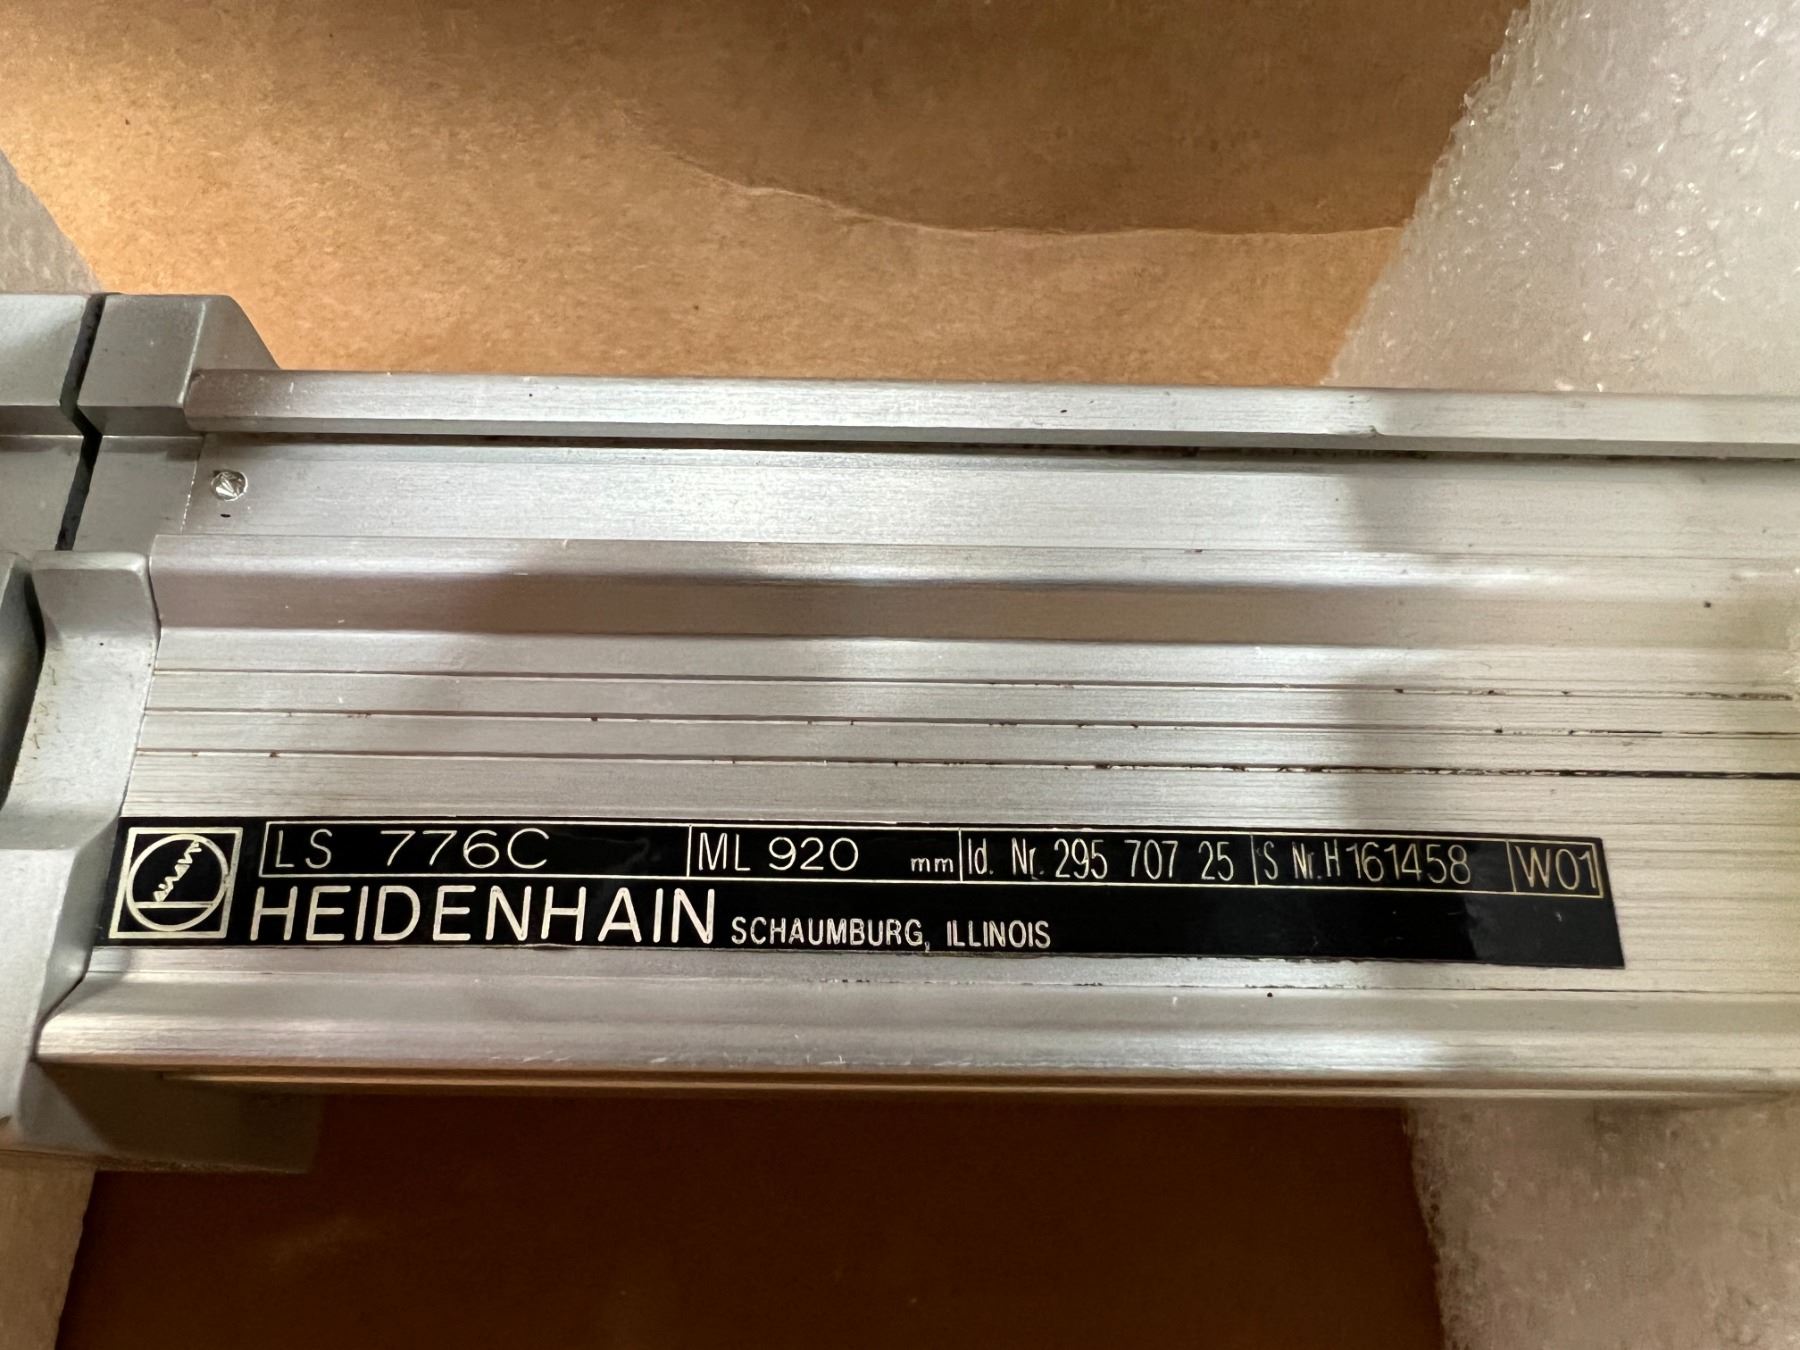 LS 776C ML 920 mm Id. Nr. 295 707 25 S Nr. H 161458 W01
HEIDENHAIN SCHAUMBURG, ILLINOIS